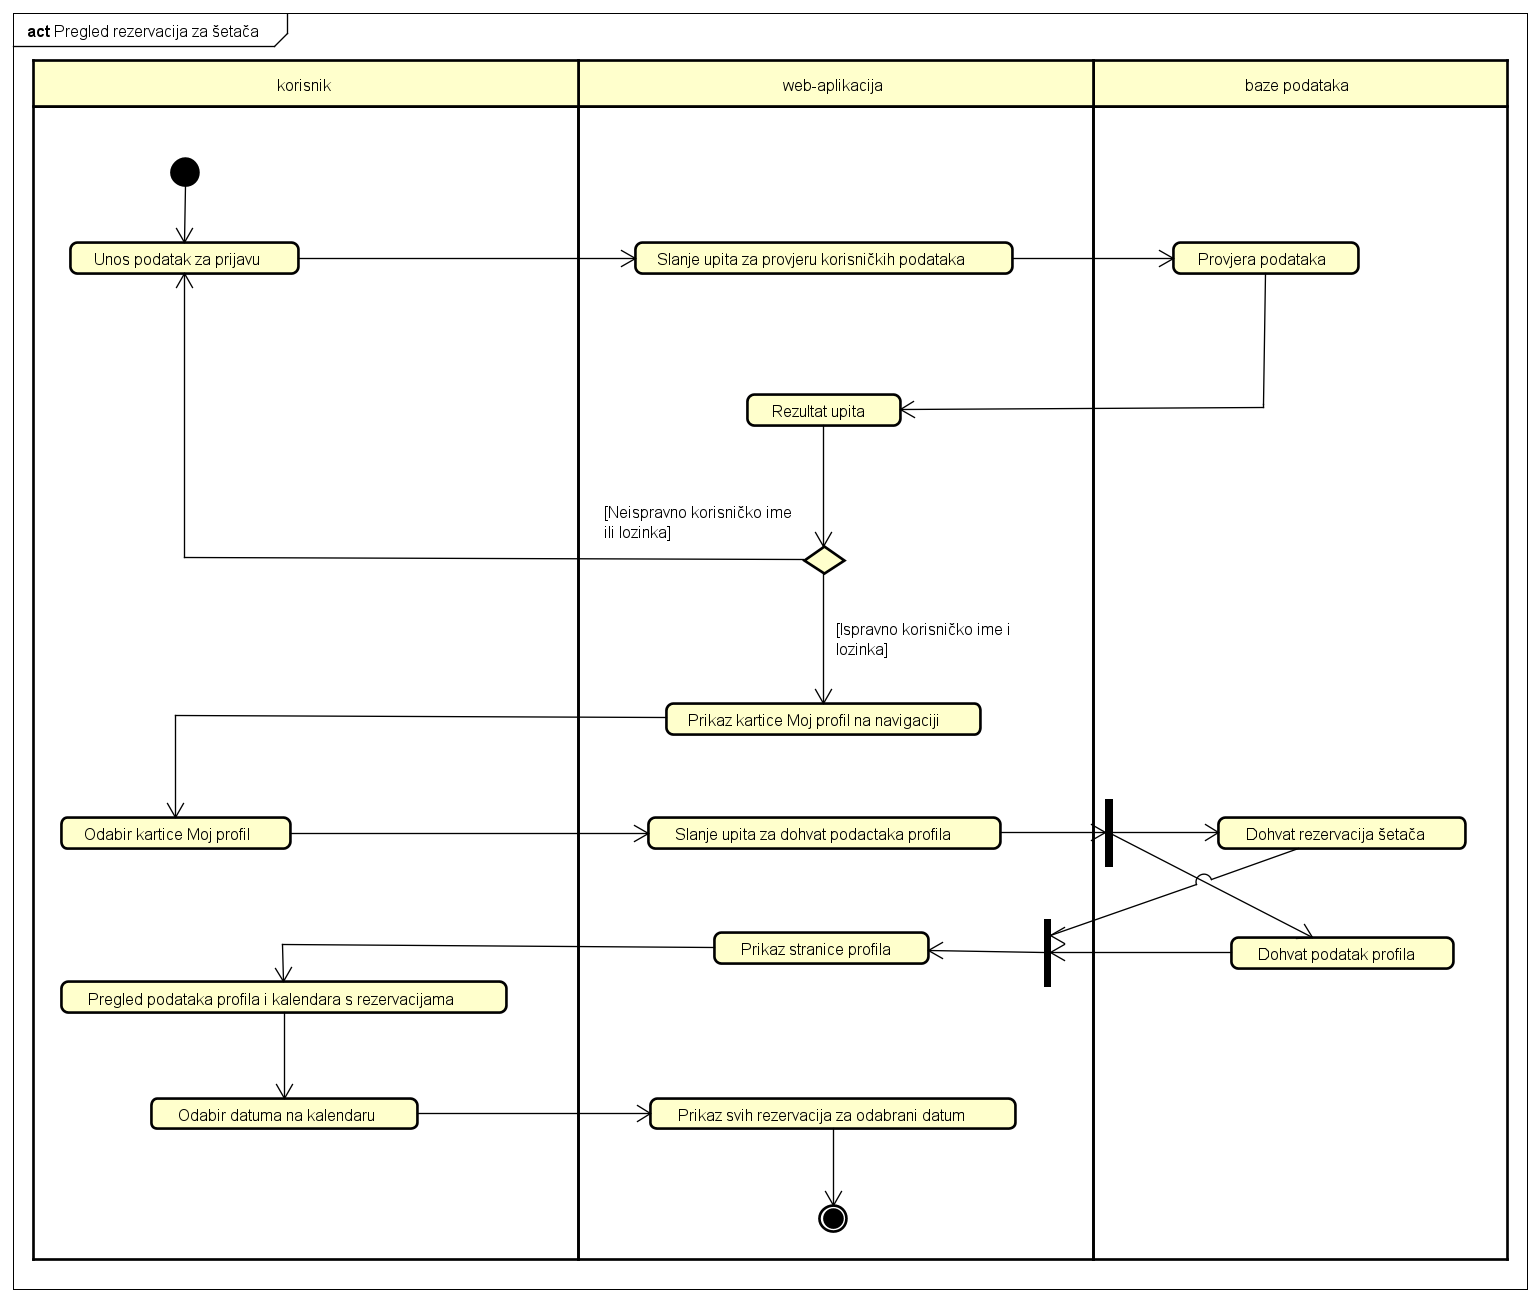 act Pregled rezervacija za šetača
korisnik
web-aplikacija
baze podataka
Unos podatak za prijavu
Slanje upita za provjeru korisničkih podataka
Provjera podataka
Rezultat upita
[Neispravno korisničko ime
ili lozinka]
[Ispravno korisničko ime i
lozinka]
Prikaz kartice Moj profil na navigaciji
Odabir kartice Moj profil
Slanje upita za dohvat podactaka profila
Dohvat rezervacija šetača
Prikaz stranice profila
Dohvat podatak profila
Pregled podataka profila i kalendara s rezervacijama
Odabir datuma na kalendaru
Prikaz svih rezervacija za odabrani datum